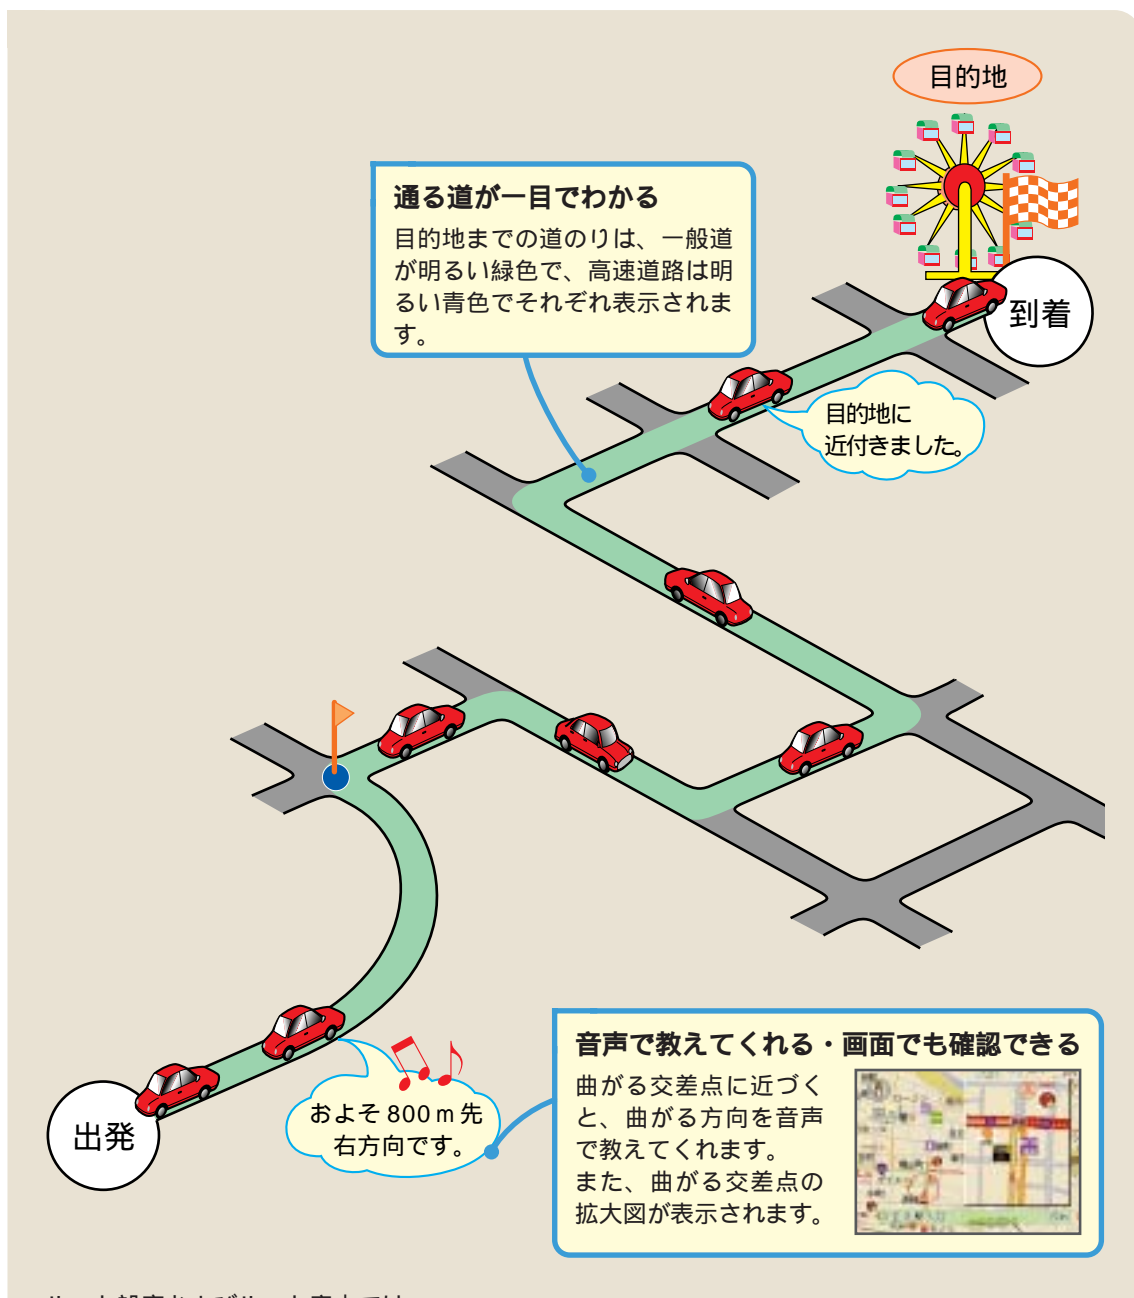 目的地
通る道が一目でわかる
目的地までの道のりは、一般道
が明るい緑色で、高速道路は明
るい青色でそれぞれ表示されま
す。
到着
目的地に
近付きました。
出発
およそ800m先
右方向です。
音声で教えてくれる・画面でも確認できる
曲がる交差点に近づく
と、曲がる方向を音声
で教えてくれます。
また、曲がる交差点の
拡大図が表示されます。